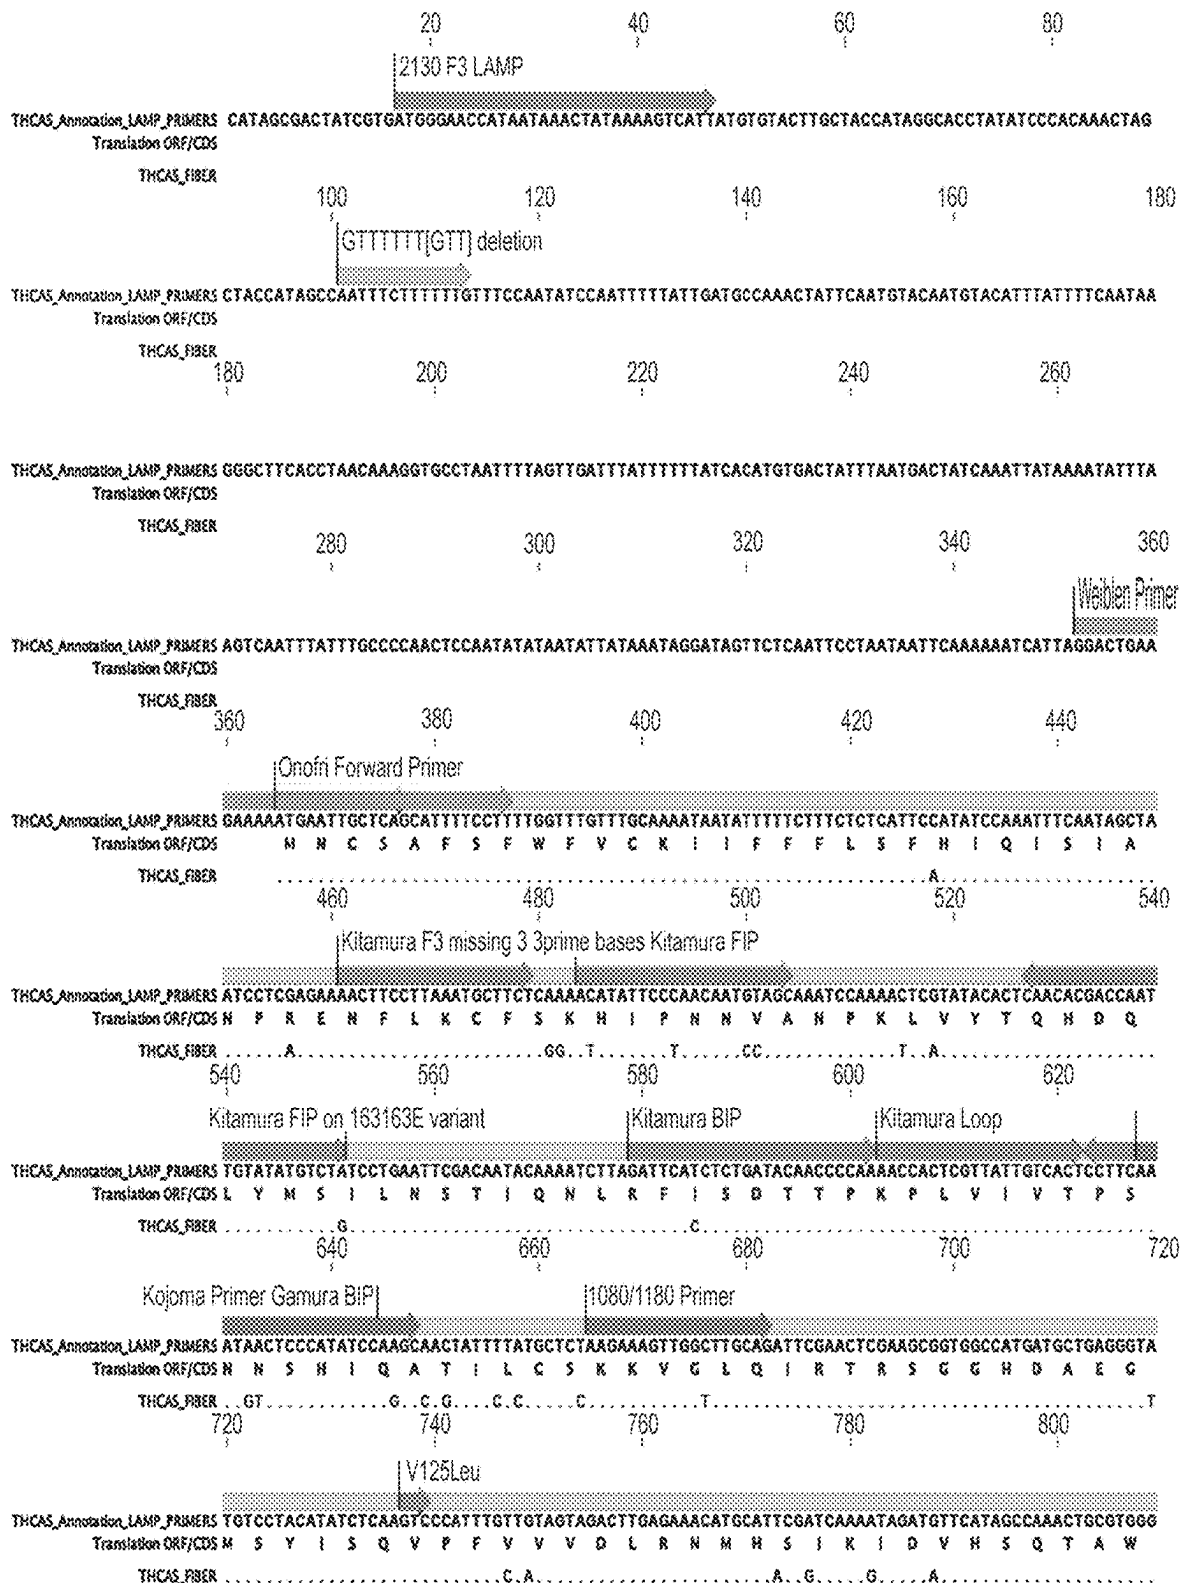 20 40 60 80
2130 F3 LAMP
THCAS_Annotation_LAMP_PRIMERS CATAGCGACTATCGTGATGGGAACCATAATAAACTATAAAAGTCATTATGTGTACTTGCTACCATAGGCACCTATATCCCACAAACTAG
Translation ORF/CDS
THCAS_FIBER
100 120 140 160 180
GTTTTTT[GTT] deletion
THCAS_Annotation_LAMP_PRIMERS CTACCATAGCCAATTTCTTTTTTGTTTCCAATATCCAATTTTTATTGATGCCAAACTATTCAATGTACAATGTACATTTATTTTCAATAA
Translation ORF/CDS
THCAS_FIBER
180 200 220 240 260
THCAS_Annotation_LAMP_PRIMERS GGGCTTCACCTAACAAAGGTGCCTAATTTTAGTTGATTTATTTTTTATCACATGTGACTATTTAATGACTATCAAATTATAAAATATTTA
Translation ORF/CDS
THCAS_FIBER
280 300 320 340 360
Weiblen Primer
THCAS_Annotation_LAMP_PRIMERS AGTCAATTTATTTGCCCCAACTCCAATATATAATATTATAAATAGGATAGTTCTCAATTCCTAATAATTCAAAAAATCATTAGGACTGAA
Translation ORF/CDS
THCAS_FIBER
360 380 400 420 440
Onofri Forward Primer
THCAS_Annotation_LAMP_PRIMERS GAAAAATGAATTGCTCAGCATTTTCCTTTTGGTTTGTTTGCAAAATAATATTTTTCTTTCTCTCATTCCATATCCAAATTTCAATAGCTA
Translation ORF/CDS M N C S A F S F W F V C K I I F F F L S F H I Q I S I A
THCAS_FIBER A
460 480 500 520 540
Kitamura F3 missing 3 3prime bases Kitamura FIP
THCAS_Annotation_LAMP_PRIMERS ATCCTCGAGAAAACTTCCTTAAATGCTTCTCAAAACATATTCCCAACAATGTAGCAAATCCAAAACTCGTATACACTCAACACGACCAAT
Translation ORF/CDS N P R E N F L K C F S K H I P N N V A N P K L V Y T Q H D Q
THCAS_FIBER ......A........................GG..T.......T......CC.............T..A.....................
540 560 580 600 620
Kitamura FIP on 163163E variant Kitamura BIP Kitamura Loop
THCAS_Annotation_LAMP_PRIMERS TGTATATGTCTATCCTGAATTCGACAATACAAAATCTTAGATTCATCTCTGATACAACCCCAAAACCACTCGTTATTGTCACTCCTTCAA
Translation ORF/CDS L Y M S I L N S T I Q N L R F I S D T T P K P L V I V T P S
THCAS_FIBER ...........G.................................C............................................
640 660 680 700 720
Kojoma Primer Gamura BIP 1080/1180 Primer
THCAS_Annotation_LAMP_PRIMERS ATAACTCCCATATCCAAGCAACTATTTTATGCTCTAAGAAAGTTGGCTTGCAGATTCGAACTCGAAGCGGTGGCCATGATGCTGAGGGTA
Translation ORF/CDS N N S H I Q A T I L C S K K V G L Q I R T R S G G H D A E G
THCAS_FIBER ..GT............G..C.G....C.C.....C...........T..........................................T
720 740 760 780 800
V125Leu
THCAS_Annotation_LAMP_PRIMERS TGTCCTACATATCTCAAGTCCCATTTGTTGTAGTAGACTTGAGAAACATGCATTCGATCAAAATAGATGTTCATAGCCAAACTGCGTGGG
Translation ORF/CDS M S Y I S Q V P F V V V D L R N M H S I K I D V H S Q T A W
THCAS_FIBER ...........................C.A.......................A..G.....G.....A.....................